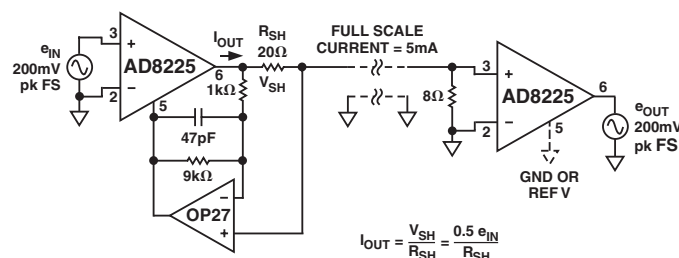 e_IN
200mV
pk FS
3
2
+
–
AD8225
6
5
I_OUT
R_SH
20Ω
V_SH
1kΩ
47pF
9kΩ
–
OP27
+
FULL SCALE
CURRENT = 5mA
8Ω
3
2
+
–
AD8225
6
5
GND OR
REF V
e_OUT
200mV
pk FS
I_OUT = V_SH / R_SH = 0.5 e_IN / R_SH